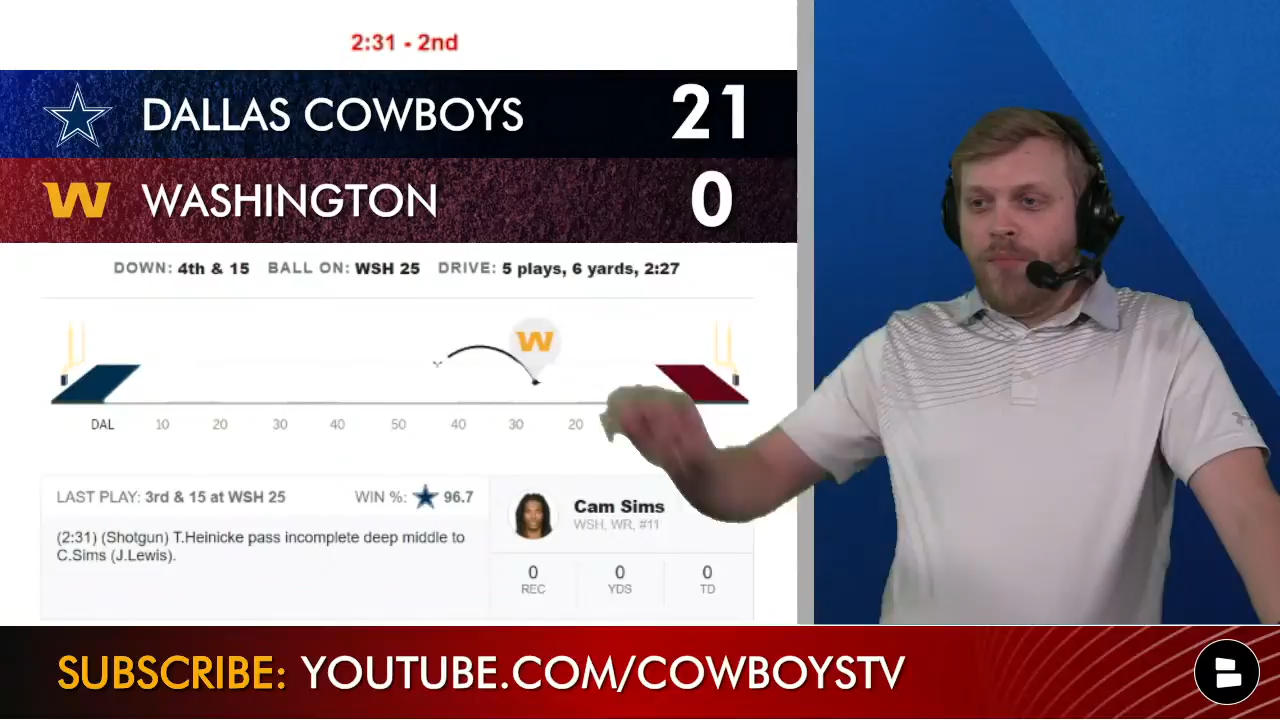 2:31 - 2nd
DALLAS COWBOYS 21
W WASHINGTON 0
DOWN: 4th & 15 BALL ON: WSH 25 DRIVE: 5 plays, 6 yards, 2:27
W
DAL 10 20 30 40 50 40 30 20
LAST PLAY: 3rd & 15 at WSH 25 WIN %: 96.7
(2:31) (Shotgun) T.Heinicke pass incomplete deep middle to
C.Sims (J.Lewis).
Cam Sims
WSH, WR, #11
0 0 0
REC YDS TD
SUBSCRIBE: YOUTUBE.COM/COWBOYSTV